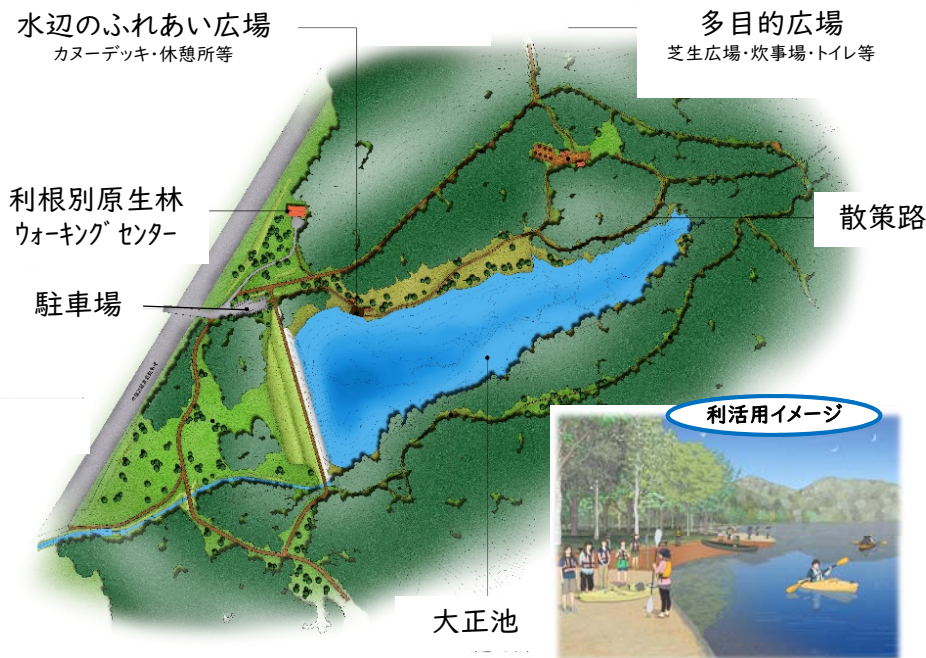 水辺のふれあい広場
カヌーデッキ・休憩所等
多目的広場
芝生広場・炊事場・トイレ等
利根別原生林
ウォーキングセンター
散策路
駐車場
利活用イメージ
大正池